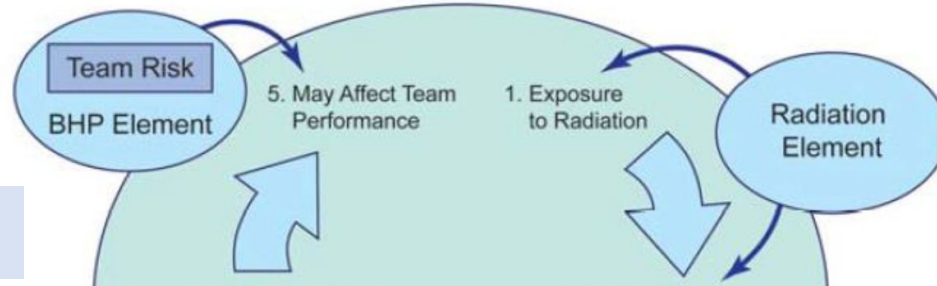 Team Risk
BHP Element
5. May Affect Team
Performance
1. Exposure
to Radiation
Radiation
Element